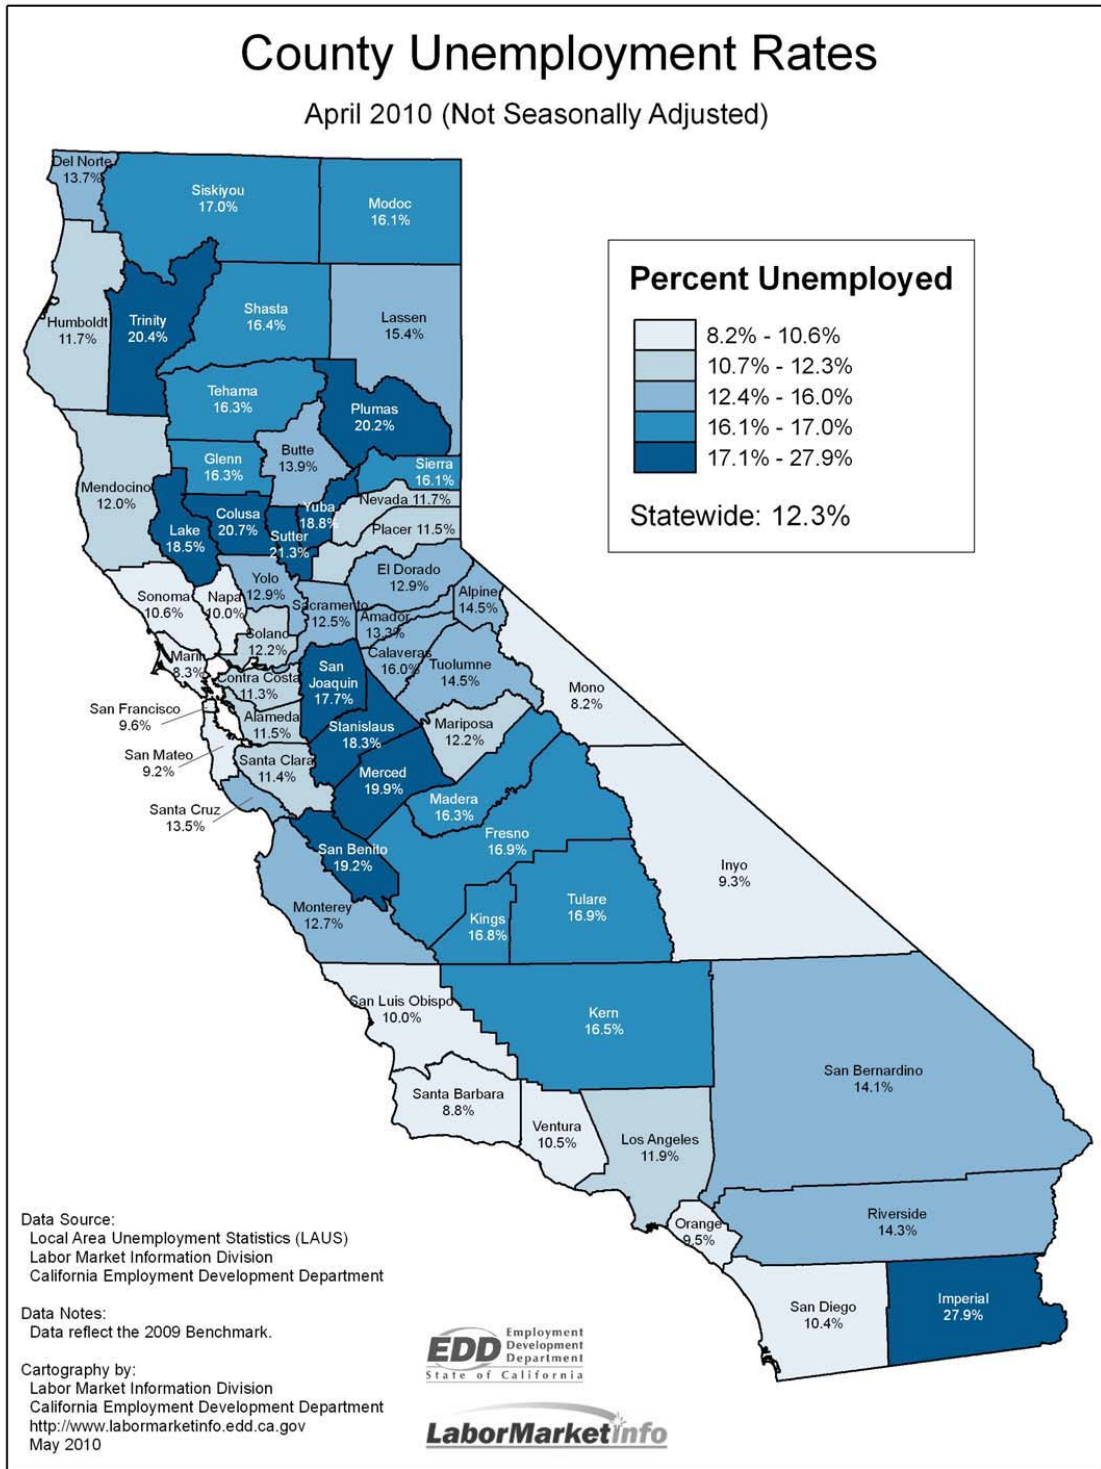 County Unemployment Rates
April 2010 (Not Seasonally Adjusted)
Del Norte
13.7%
Siskiyou
17.0%
Modoc
16.1%
Percent Unemployed
8.2% - 10.6%
10.7% - 12.3%
12.4% - 16.0%
16.1% - 17.0%
17.1% - 27.9%
Statewide: 12.3%
Humboldt
11.7%
Trinity
20.4%
Shasta
16.4%
Lassen
15.4%
Tehama
16.3%
Plumas
20.2%
Glenn
16.3%
Butte
13.9%
Sierra
16.1%
Mendocino
12.0%
Lake
18.5%
Colusa
20.7%
Sutter
21.3%
Yuba
18.8%
Nevada 11.7%
Placer 11.5%
El Dorado
12.9%
Alpine
14.5%
Sonoma
10.6%
Napa
10.0%
Yolo
12.9%
Sacramento
12.5%
Amador
13.3%
Solano
12.2%
Calaveras
16.0%
Tuolumne
14.5%
Marin
8.3%
Contra Costa
11.3%
San
Joaquin
17.7%
Mono
8.2%
San Francisco
9.6%
Alameda
11.5%
Stanislaus
18.3%
Mariposa
12.2%
San Mateo
9.2%
Santa Clara
11.4%
Merced
19.9%
Madera
16.3%
Santa Cruz
13.5%
Fresno
16.9%
San Benito
19.2%
Inyo
9.3%
Monterey
12.7%
Kings
16.8%
Tulare
16.9%
San Luis Obispo
10.0%
Kern
16.5%
San Bernardino
14.1%
Santa Barbara
8.8%
Ventura
10.5%
Los Angeles
11.9%
Orange
9.5%
Riverside
14.3%
San Diego
10.4%
Imperial
27.9%
Data Source:
Local Area Unemployment Statistics (LAUS)
Labor Market Information Division
California Employment Development Department
Data Notes:
Data reflect the 2009 Benchmark.
Cartography by:
Labor Market Information Division
California Employment Development Department
http://www.labormarketinfo.edd.ca.gov
May 2010
EDD
Employment
Development
Department
State of California
LaborMarketInfo